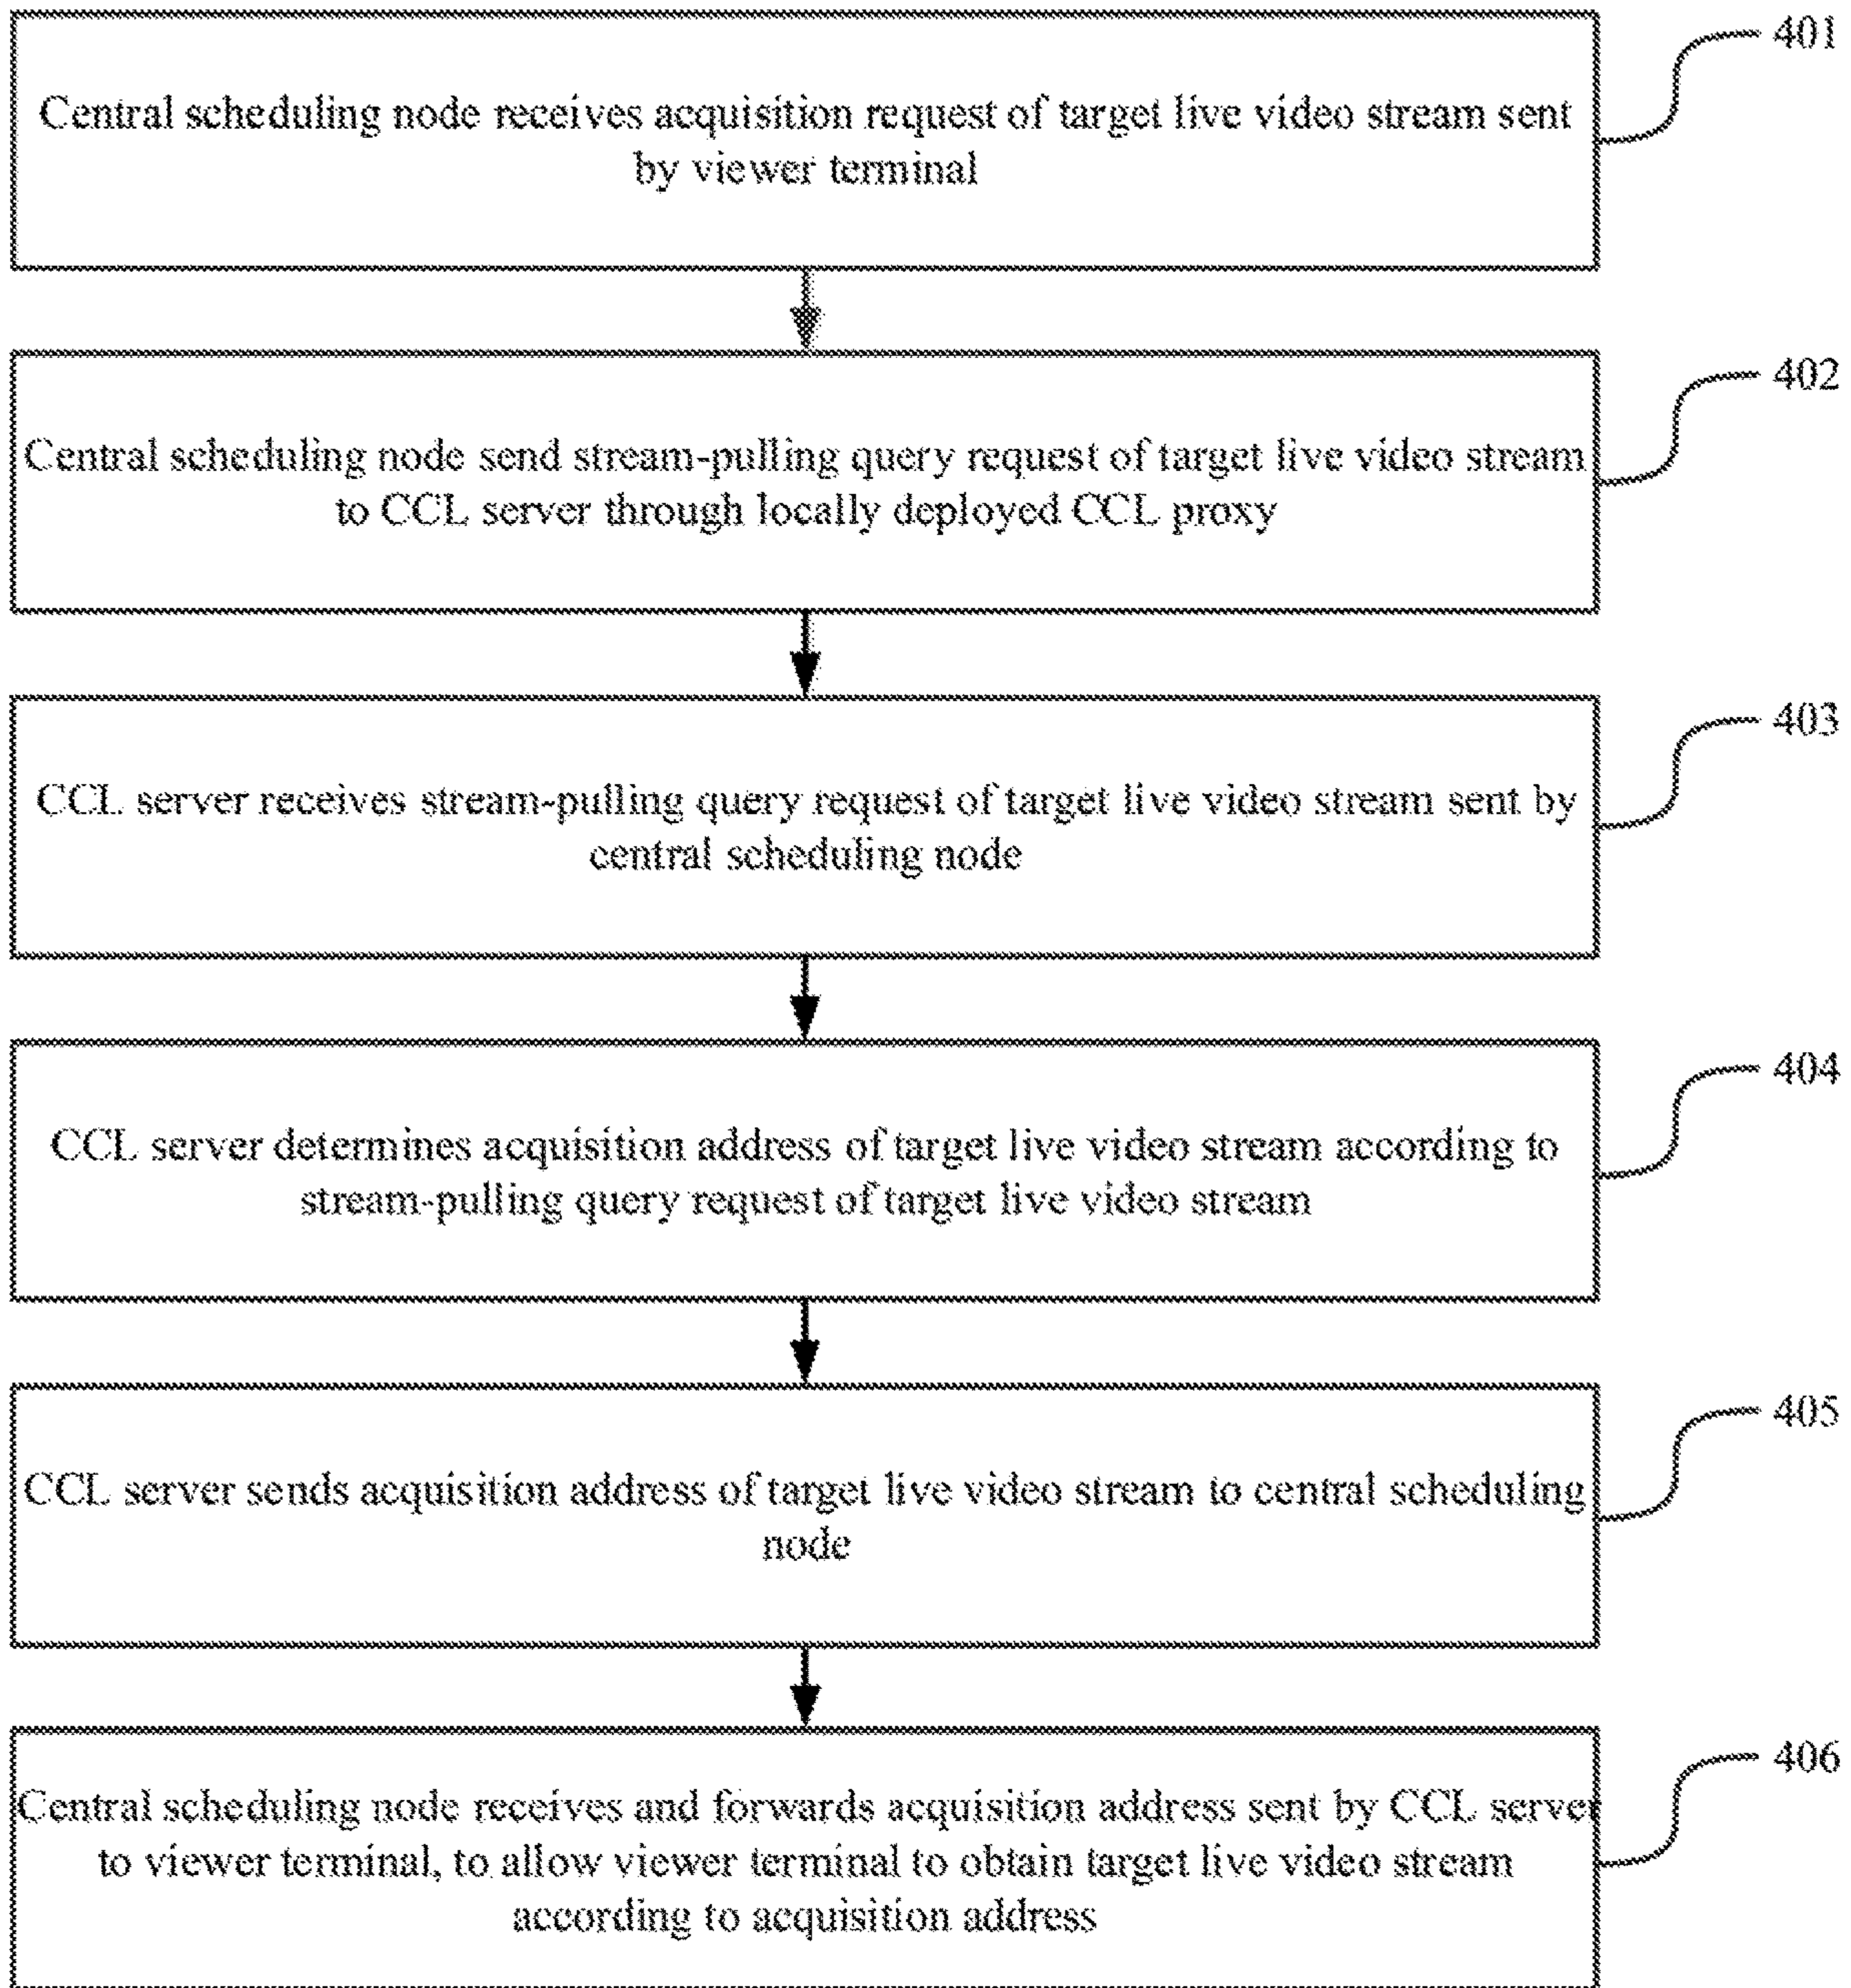 Central scheduling node receives acquisition request of target live video stream sent
by viewer terminal
401
Central scheduling node send stream-pulling query request of target live video stream
to CCL server through locally deployed CCL proxy
402
CCL server receives stream-pulling query request of target live video stream sent by
central scheduling node
403
CCL server determines acquisition address of target live video stream according to
stream-pulling query request of target live video stream
404
CCL server sends acquisition address of target live video stream to central scheduling
node
405
Central scheduling node receives and forwards acquisition address sent by CCL server
to viewer terminal, to allow viewer terminal to obtain target live video stream
according to acquisition address
406